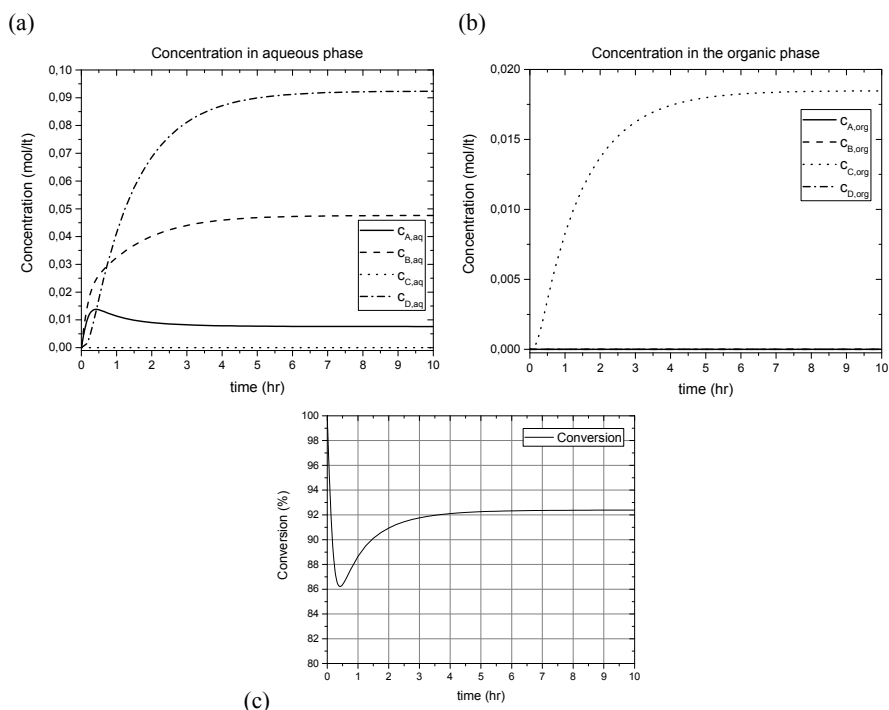 (a)
Concentration in aqueous phase
0,10
0,09
0,08
0,07
0,06
0,05
0,04
0,03
0,02
0,01
0,00
Concentration (mol/lt)
cA,aq
cB,aq
cC,aq
cD,aq
0 1 2 3 4 5 6 7 8 9 10
time (hr)
(b)
Concentration in the organic phase
0,020
0,015
0,010
0,005
0,000
Concentration (mol/lt)
cA,org
cB,org
cC,org
cD,org
0 1 2 3 4 5 6 7 8 9 10
time (hr)
100
98
96
94
92
90
88
86
84
82
80
Conversion (%)
Conversion
0 1 2 3 4 5 6 7 8 9 10
time (hr)
(c)